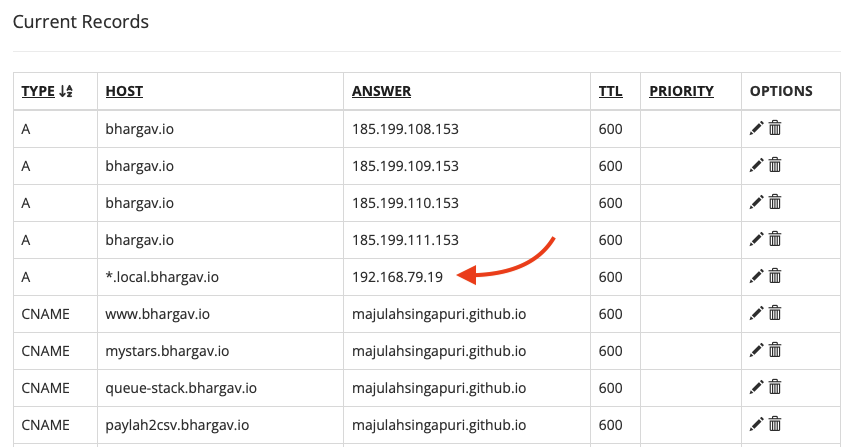 Current Records
TYPE HOST ANSWER TTL PRIORITY OPTIONS
A bhargav.io 185.199.108.153 600
A bhargav.io 185.199.109.153 600
A bhargav.io 185.199.110.153 600
A bhargav.io 185.199.111.153 600
A *.local.bhargav.io 192.168.79.19 600
CNAME www.bhargav.io majulahsingapuri.github.io 600
CNAME mystars.bhargav.io majulahsingapuri.github.io 600
CNAME queue-stack.bhargav.io majulahsingapuri.github.io 600
CNAME paylah2csv.bhargav.io majulahsingapuri.github.io 600